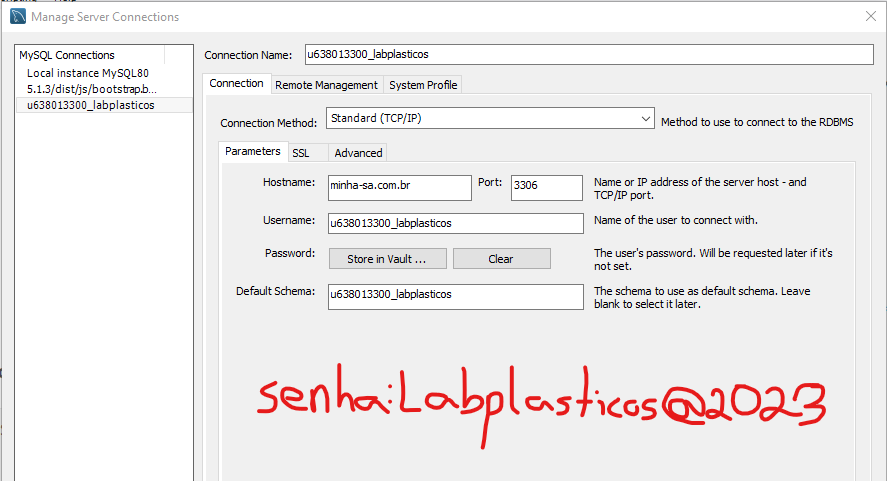 Manage Server Connections
MySQL Connections
Local instance MySQL80
5.1.3/dist/js/bootstrap.b...
u638013300_labplasticos
Connection Name: u638013300_labplasticos
Connection Remote Management System Profile
Connection Method: Standard (TCP/IP) Method to use to connect to the RDBMS
Parameters SSL Advanced
Hostname: minha-sa.com.br Port: 3306 Name or IP address of the server host - and
TCP/IP port.
Username: u638013300_labplasticos Name of the user to connect with.
Password: Store in Vault ... Clear The user's password. Will be requested later if it's
not set.
Default Schema: u638013300_labplasticos The schema to use as default schema. Leave
blank to select it later.
senha:Labplasticos@2023